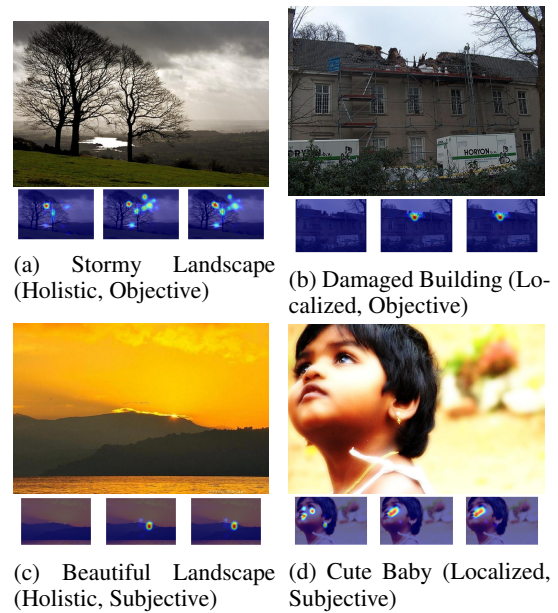 HORYON
HORYON
(a) Stormy Landscape
(Holistic, Objective)
(b) Damaged Building (Lo-
calized, Objective)
(c) Beautiful Landscape
(Holistic, Subjective)
(d) Cute Baby (Localized,
Subjective)